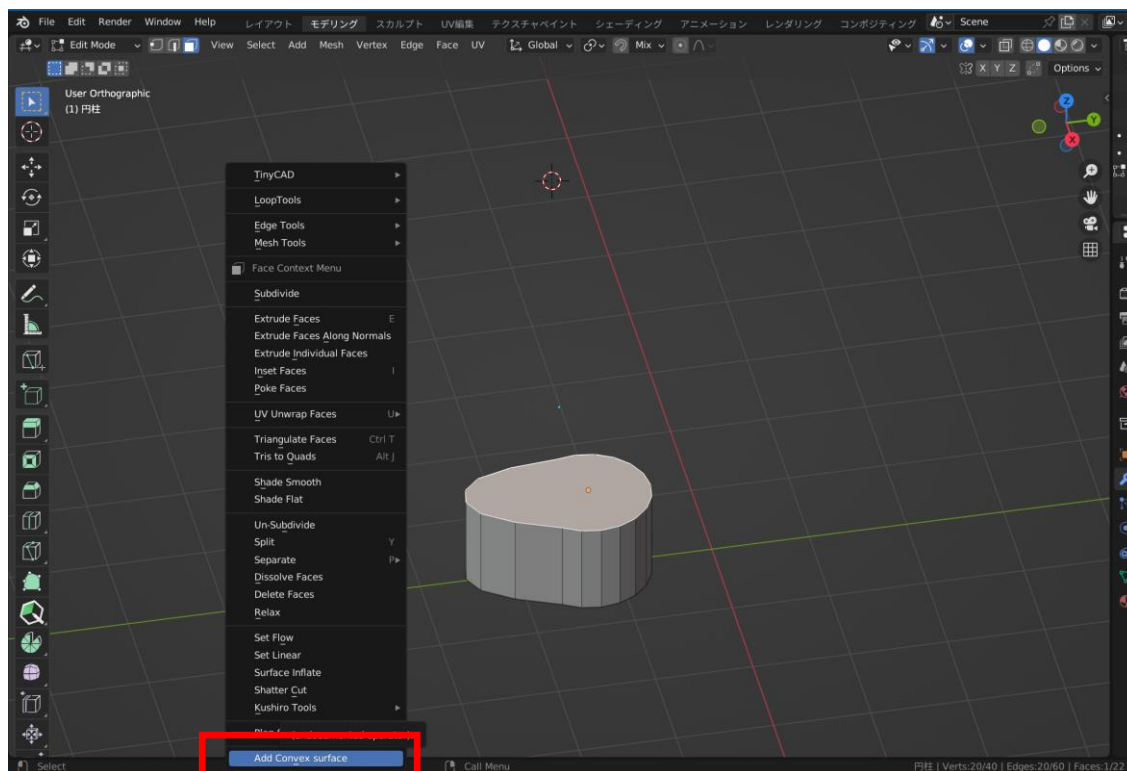 File Edit Render Window Help レイアウト モデリング スカルプト UV編集 テクスチャペイント シェーディング アニメーション レンダリング コンポジティング Scene
Edit Mode View Select Add Mesh Vertex Edge Face UV Global Mix
X Y Z Options
User Orthographic
(1) 円柱
Z
Y
X
TinyCAD
LoopTools
Edge Tools
Mesh Tools
Face Context Menu
Subdivide
Extrude Faces E
Extrude Faces Along Normals
Extrude Individual Faces
Inset Faces I
Poke Faces
UV Unwrap Faces U
Triangulate Faces Ctrl T
Tris to Quads Alt J
Shade Smooth
Shade Flat
Un-Subdivide
Split Y
Separate P
Dissolve Faces
Delete Faces
Relax
Set Flow
Set Linear
Surface Inflate
Shatter Cut
Kushiro Tools
Add Convex surface
Select Call Menu 円柱 | Verts:20/40 | Edges:20/60 | Faces:1/22